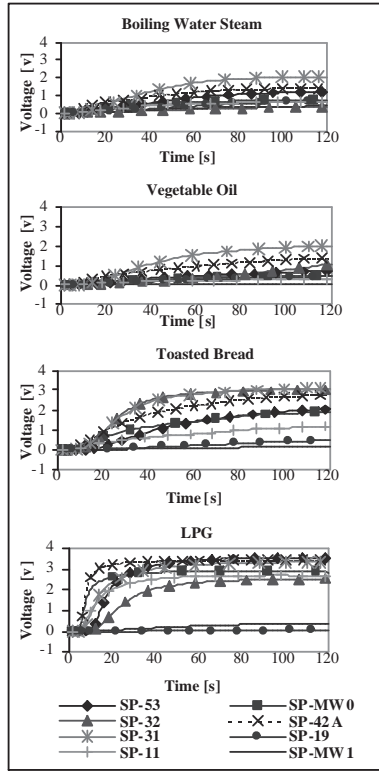 Boiling Water Steam
Voltage [v]
4
3
2
1
0
-1
0 20 40 60 80 100 120
Time [s]
Vegetable Oil
Voltage [v]
4
3
2
1
0
-1
0 20 40 60 80 100 120
Time [s]
Toasted Bread
Voltage [v]
4
3
2
1
0
-1
0 20 40 60 80 100 120
Time [s]
LPG
Voltage [v]
4
3
2
1
0
-1
0 20 40 60 80 100 120
Time [s]
SP-53 SP-MW0
SP-32 SP-42A
SP-31 SP-19
SP-11 SP-MW1